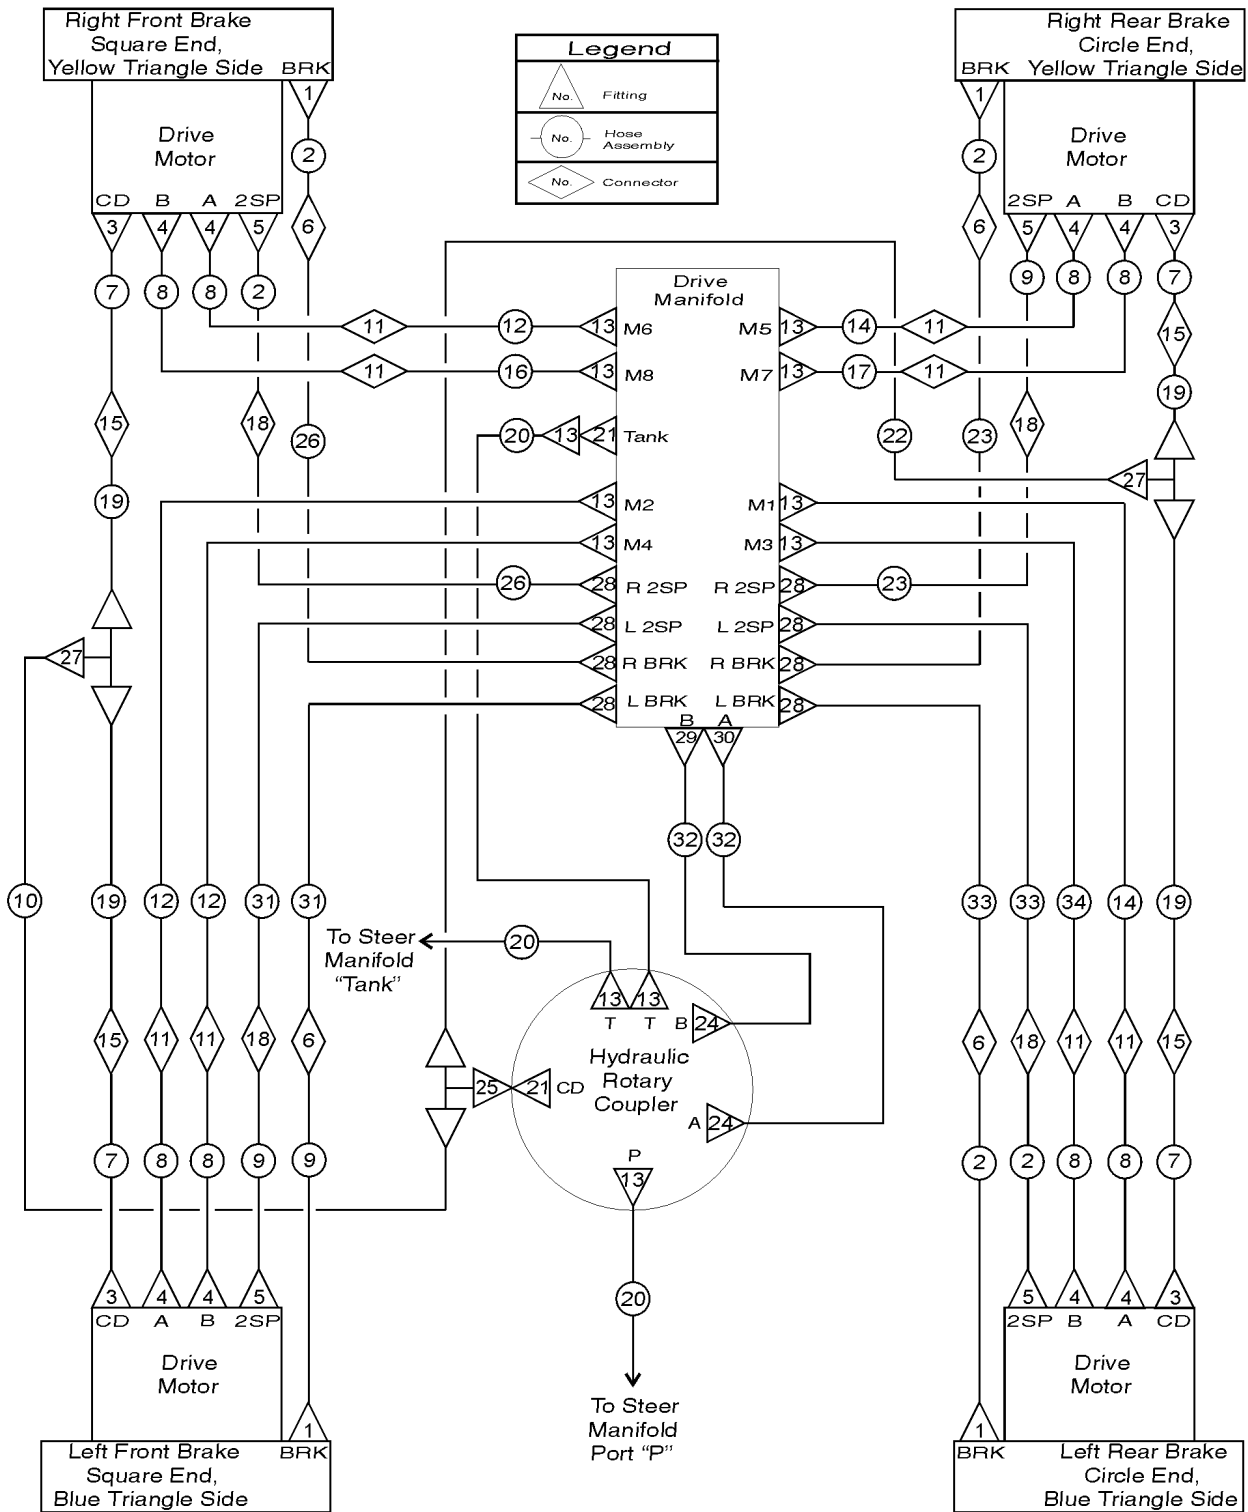 Right Front Brake
Square End,
Yellow Triangle Side BRK
1
Drive
Motor
2
CD B A 2SP
3 4 4 5 6
7 8 8 2
Legend
No. Fitting
No. Hose
Assembly
No. Connector
Right Rear Brake
Circle End,
BRK Yellow Triangle Side
1
Drive
Motor
2
2SP A B CD
6 5 4 4 3
9 8 8 7
Drive
Manifold
11 12 13 M6 M5 13 14 11 15
11 16 13 M8 M7 13 17 11
19
15 18 26 20 13 21 Tank 22 23 18
27
19 13 M2 M1 13
13 M4 M3 13
26 28 R 2SP R 2SP 28 23
28 L 2SP L 2SP 28
27 28 R BRK R BRK 28
28 L BRK L BRK 28
B A
29 30
32 32
10 19 12 12 31 31 33 33 34 14 19
To Steer
Manifold
"Tank"
20
13 13
T T B 24
15 11 11 18 6 6 18 11 11 15
Hydraulic
Rotary
Coupler
25 21 CD
A 24
P
13
7 8 8 9 9 2 2 8 8 7
20
To Steer
Manifold
Port "P"
3 4 4 5
CD A B 2SP
Drive
Motor
1
Left Front Brake BRK
Square End,
Blue Triangle Side
5 4 4 3
2SP B A CD
Drive
Motor
1
BRK Left Rear Brake
Circle End,
Blue Triangle Side